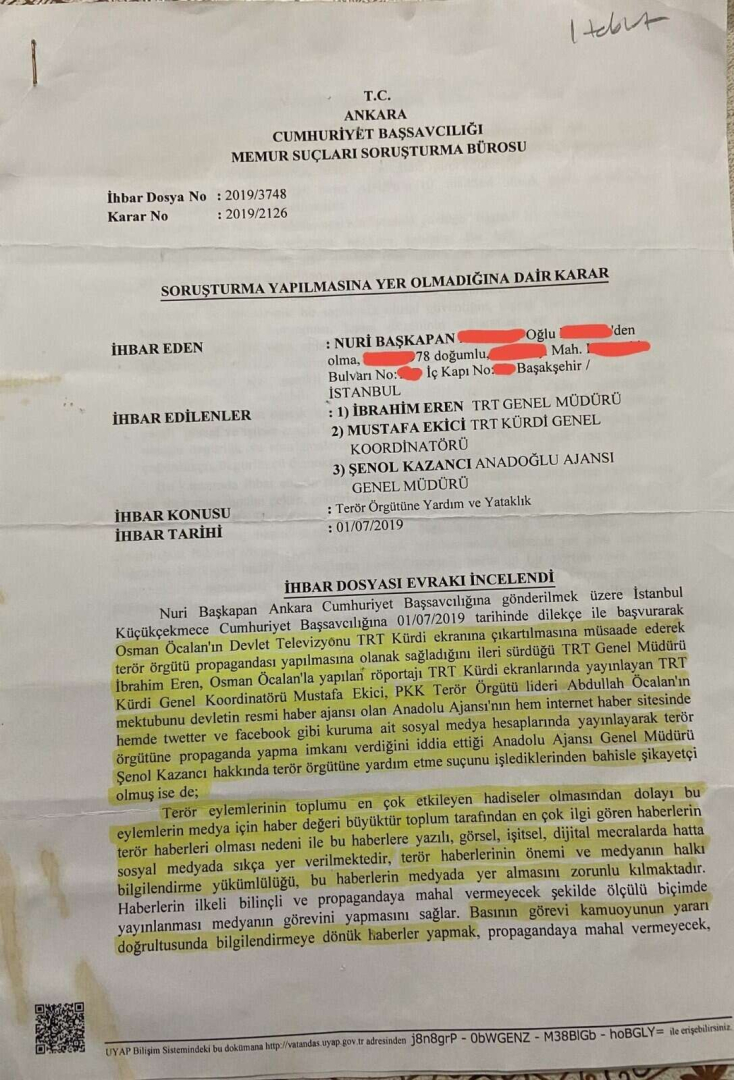 1 tebliğ
T.C.
ANKARA
CUMHURİYET BAŞSAVCILIĞI
MEMUR SUÇLARI SORUŞTURMA BÜROSU
İhbar Dosya No : 2019/3748
Karar No : 2019/2126
SORUŞTURMA YAPILMASINA YER OLMADIĞINA DAİR KARAR
İHBAR EDEN : NURİ BAŞKAPAN Oğlu 'den
olma, 78 doğumlu, Mah.
Bulvarı No: İç Kapı No: Başakşehir /
İSTANBUL
İHBAR EDİLENLER : 1) İBRAHİM EREN TRT GENEL MÜDÜRÜ
2) MUSTAFA EKİCİ TRT KÜRDİ GENEL
KOORDİNATÖRÜ
3) ŞENOL KAZANCI ANADOĞLU AJANSI
GENEL MÜDÜRÜ
İHBAR KONUSU : Terör Örgütüne Yardım ve Yataklık
İHBAR TARİHİ : 01/07/2019
İHBAR DOSYASI EVRAKI İNCELENDİ
Nuri Başkapan Ankara Cumhuriyet Başsavcılığına gönderilmek üzere İstanbul
Küçükçekmece Cumhuriyet Başsavcılığına 01/07/2019 tarihinde dilekçe ile başvurarak
Osman Öcalan'ın Devlet Televizyonu TRT Kürdi ekranına çıkartılmasına müsaade ederek
terör örgütü propagandası yapılmasına olanak sağladığını ileri sürdüğü TRT Genel Müdürü
İbrahim Eren, Osman Öcalan'la yapılan röportajı TRT Kürdi ekranlarında yayınlayan TRT
Kürdi Genel Koordinatörü Mustafa Ekici, PKK Terör Örgütü lideri Abdullah Öcalan'ın
mektubunu devletin resmi haber ajansı olan Anadolu Ajansı'nın hem internet haber sitesinde
hemde twetter ve facebook gibi kuruma ait sosyal medya hesaplarında yayınlayarak terör
örgütüne propaganda yapma imkanı verdiğini iddia ettiği Anadolu Ajansı Genel Müdürü
Şenol Kazancı hakkında terör örgütüne yardım etme suçunu işlediklerinden bahisle şikayetçi
olmuş ise de;
Terör eylemlerinin toplumu en çok etkileyen hadiseler olmasından dolayı bu
eylemlerin medya için haber değeri büyüktür toplum tarafından en çok ilgi gören haberlerin
terör haberleri olması nedeni ile bu haberlere yazılı, görsel, işitsel, dijital mecralarda hatta
sosyal medyada sıkça yer verilmektedir, terör haberlerinin önemi ve medyanın halkı
bilgilendirme yükümlülüğü, bu haberlerin medyada yer almasını zorunlu kılmaktadır.
Haberlerin ilkeli bilinçli ve propagandaya mahal vermeyecek şekilde ölçülü biçimde
yayınlanması medyanın görevini yapmasını sağlar. Basının görevi kamuoyunun yararı
doğrultusunda bilgilendirmeye dönük haberler yapmak, propagandaya mahal vermeyecek,
UYAP Bilişim Sistemindeki bu dokümana http://vatandas.uyap.gov.tr adresinden j8n8grP - 0bWGENZ - M38BlGb - hoBGLY= ile erişebilirsiniz.